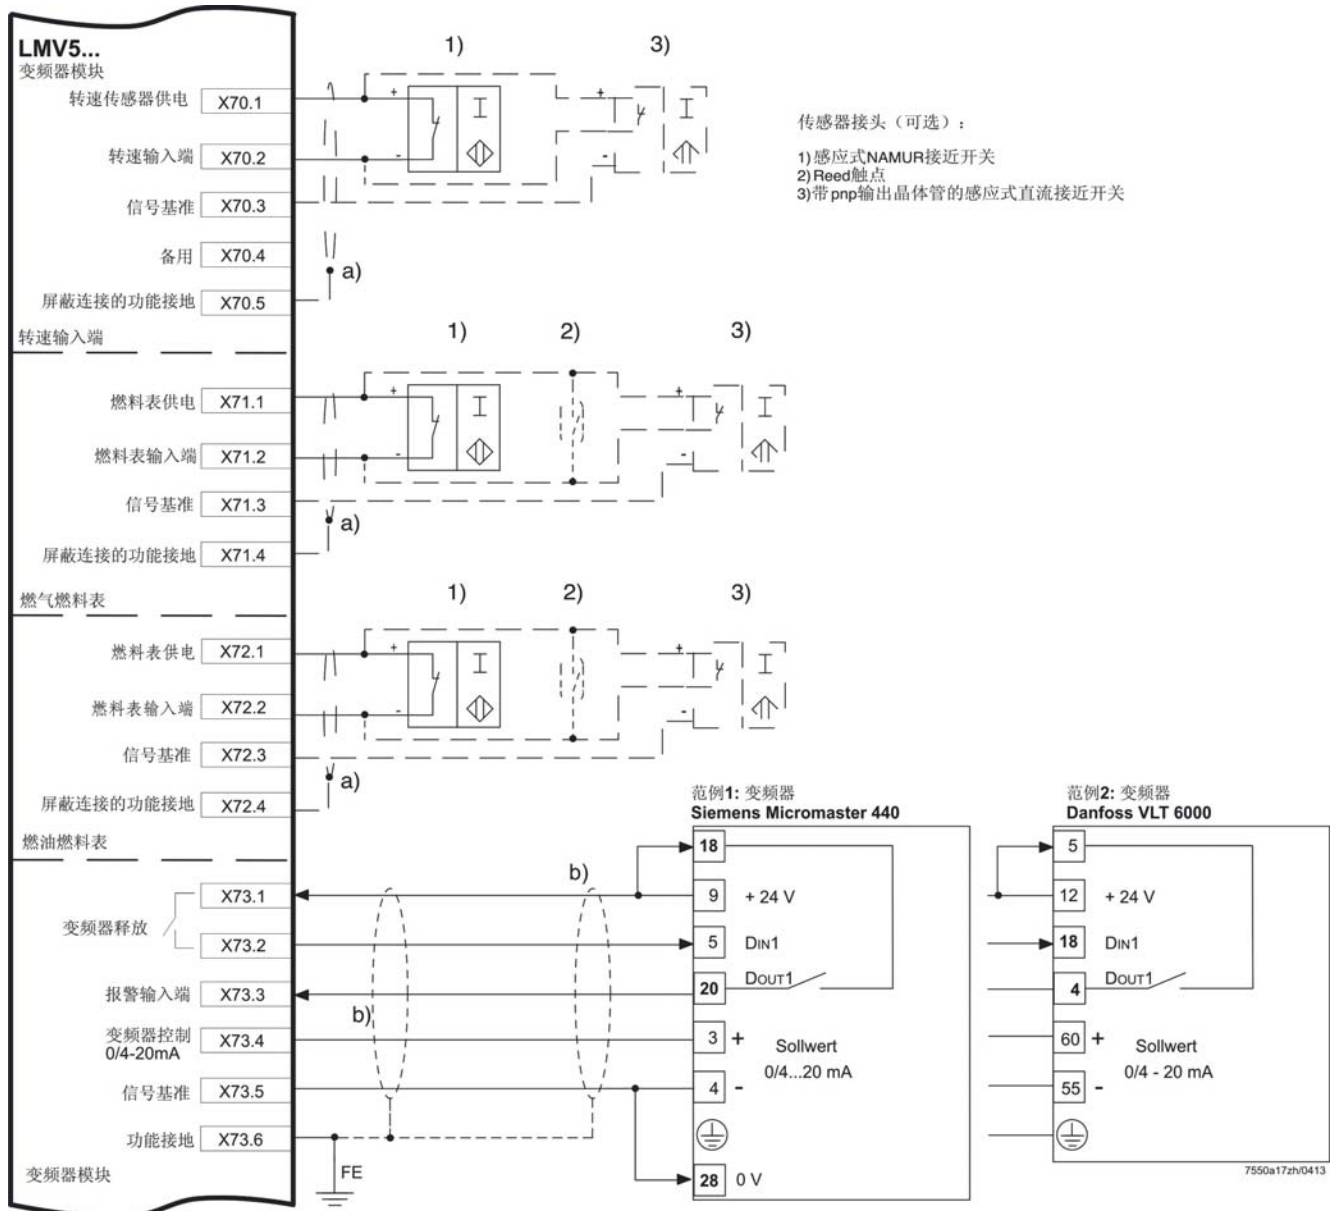 LMV5...
变频器模块
1)
3)
转速传感器供电 X70.1
+
+
转速输入端 X70.2
-
-
信号基准 X70.3
备用 X70.4
a)
屏蔽连接的功能接地 X70.5
转速输入端
传感器接头（可选）：
1)感应式NAMUR接近开关
2)Reed触点
3)带pnp输出晶体管的感应式直流接近开关
1)
2)
3)
燃料表供电 X71.1
+
+
燃料表输入端 X71.2
-
-
信号基准 X71.3
a)
屏蔽连接的功能接地 X71.4
燃气燃料表
1)
2)
3)
燃料表供电 X72.1
+
+
燃料表输入端 X72.2
-
-
信号基准 X72.3
a)
屏蔽连接的功能接地 X72.4
燃油燃料表
变频器释放
X73.1
X73.2
报警输入端 X73.3
变频器控制
0/4-20mA
X73.4
信号基准 X73.5
功能接地 X73.6
变频器模块
b)
b)
FE
范例1: 变频器
Siemens Micromaster 440
18
9 + 24 V
5 DIN1
20 DOUT1
3 +
Sollwert
0/4...20 mA
4 -
28 0 V
范例2: 变频器
Danfoss VLT 6000
5
12 + 24 V
18 DIN1
4 DOUT1
60 +
Sollwert
0/4 - 20 mA
55 -
7550a17zh/0413